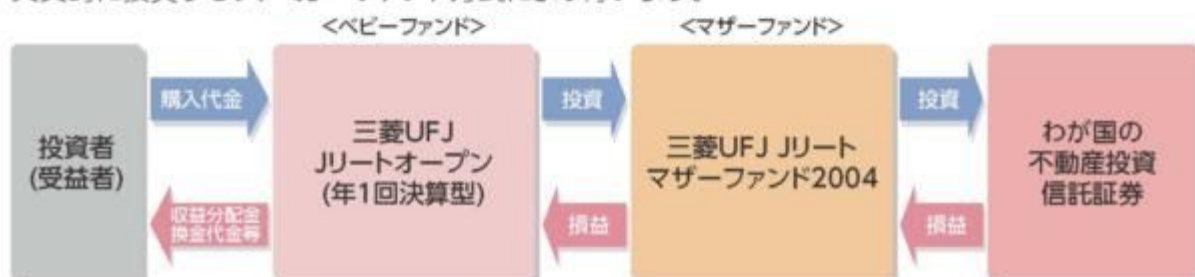 <ベビーファンド>
<マザーファンド>
投資者
(受益者)
購入代金
収益分配金
換金代金等
三菱UFJ
Jリートオープン
(年1回決算型)
投資
損益
三菱UFJ Jリート
マザーファンド2004
投資
損益
わが国の
不動産投資
信託証券